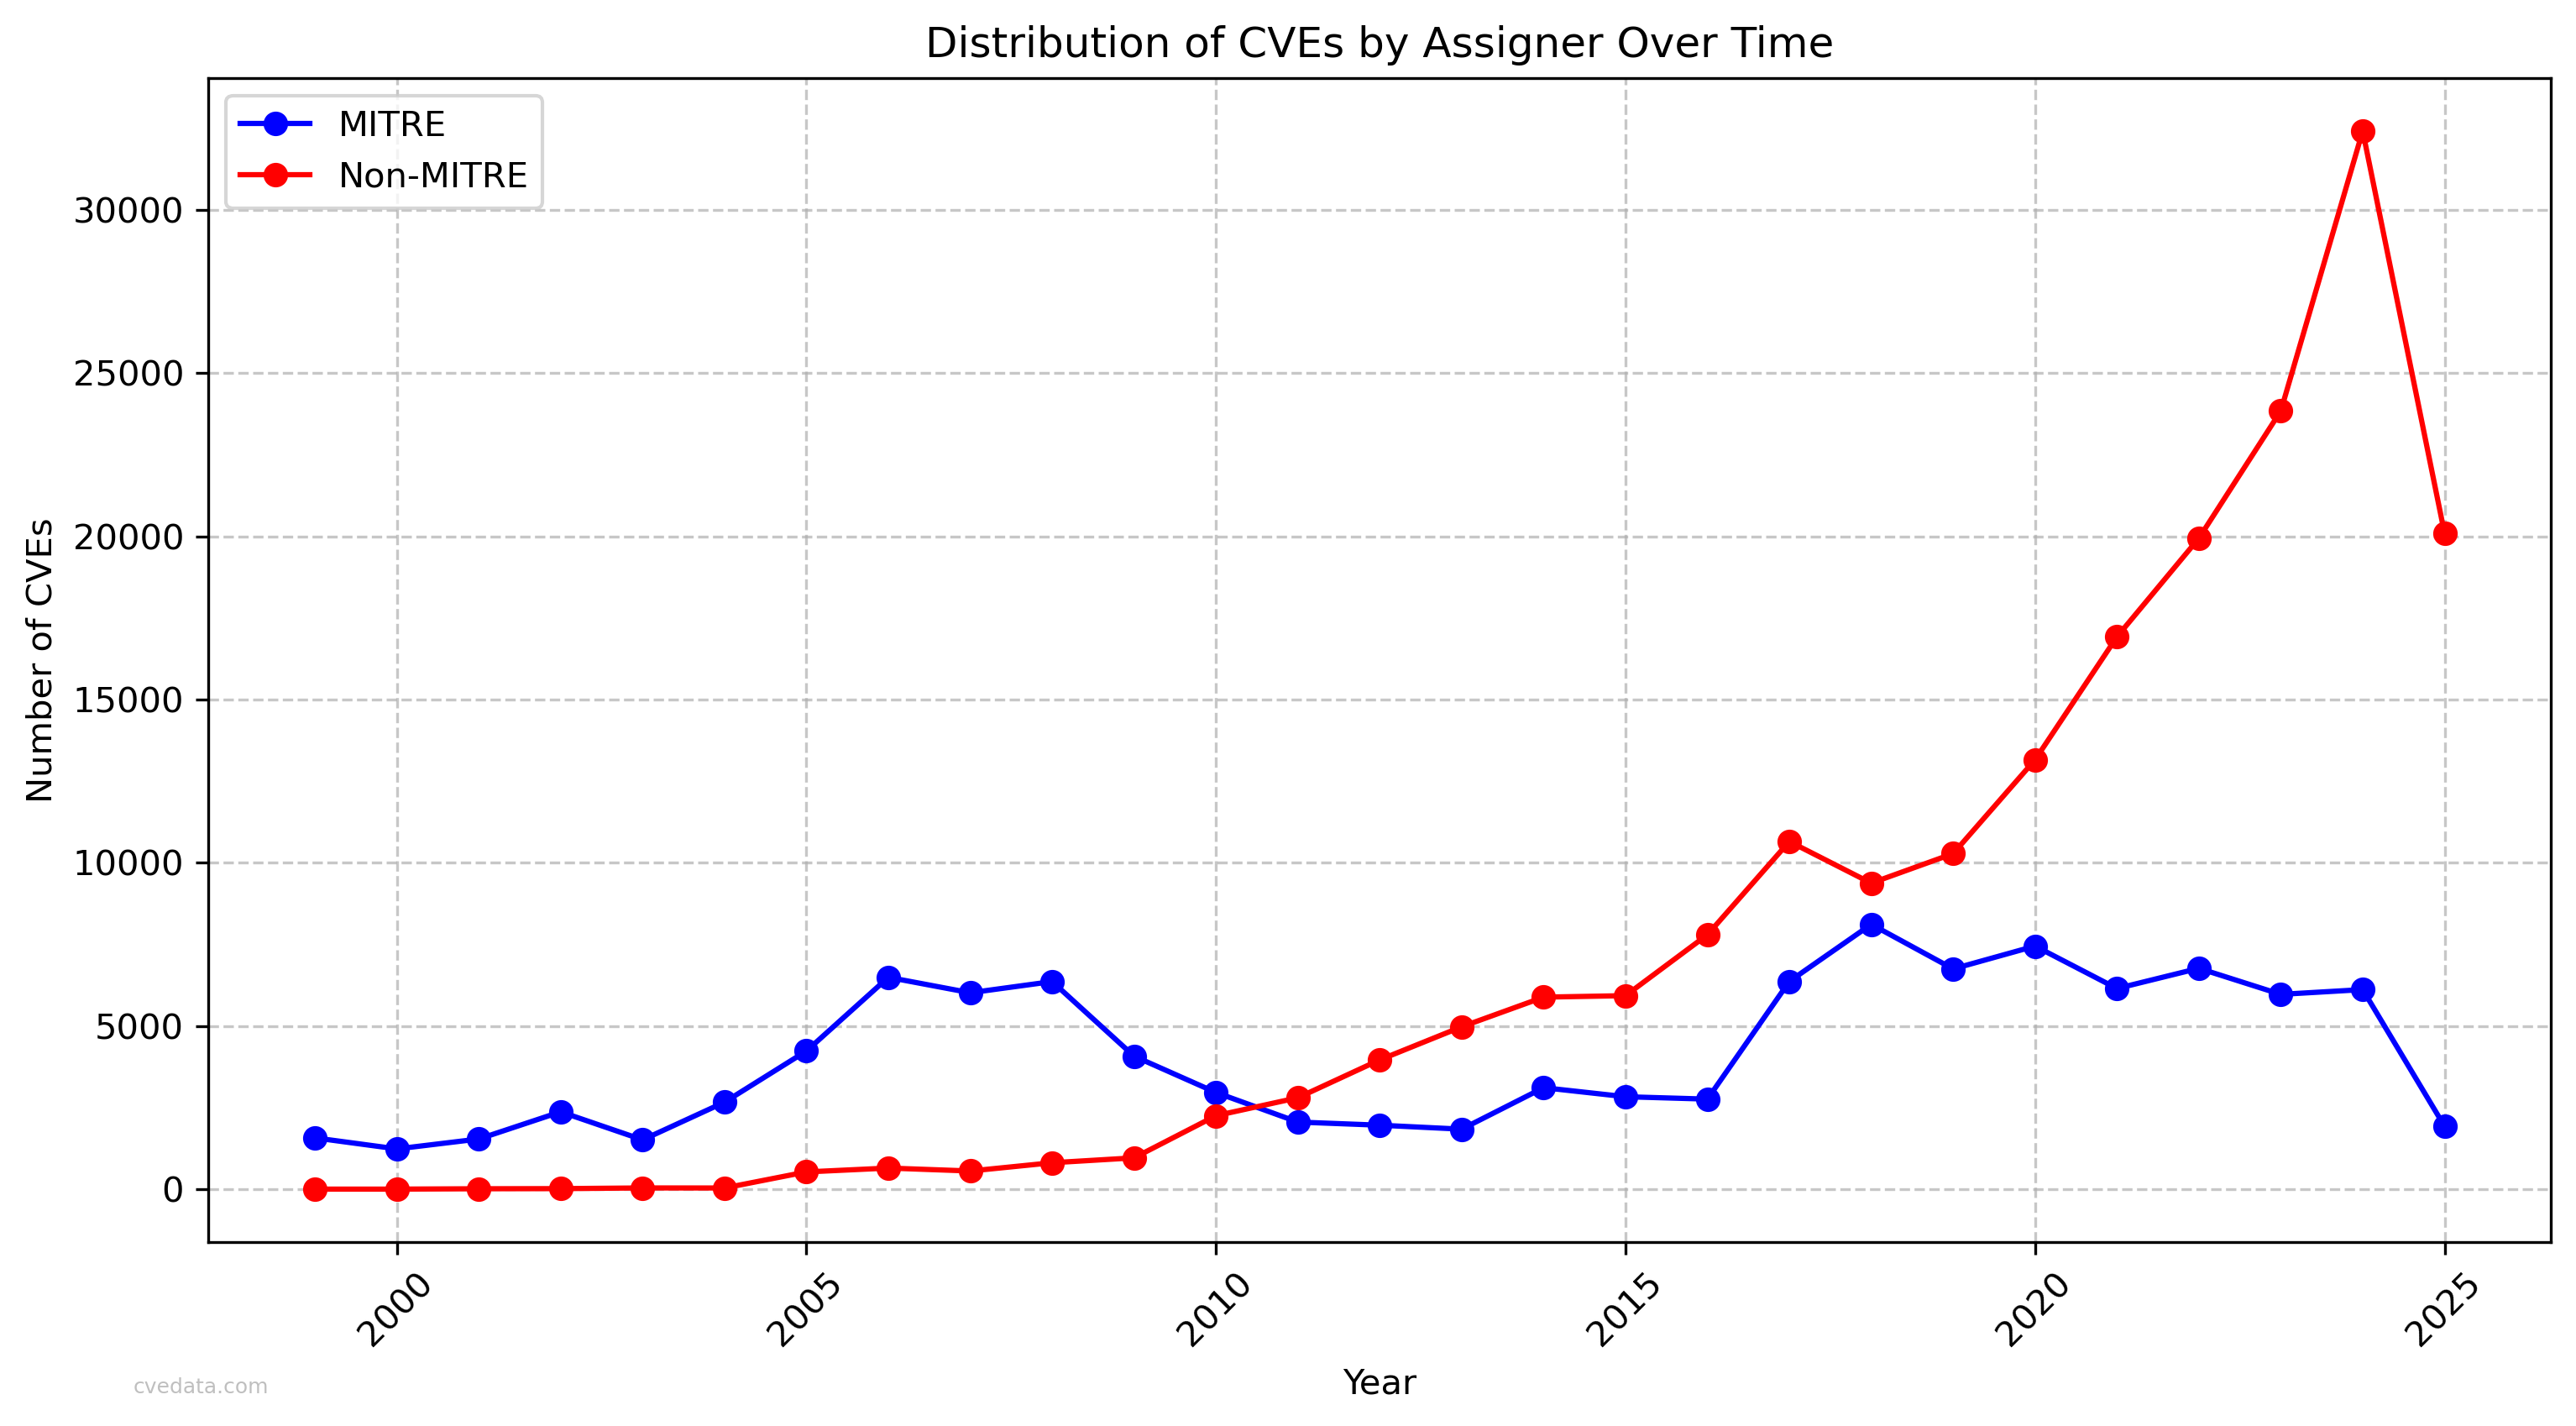 Distribution of CVEs by Assigner Over Time
MITRE
Non-MITRE
30000
25000
20000
15000
10000
5000
0
Number of CVEs
2000
2005
2010
2015
2020
2025
Year
cvedata.com